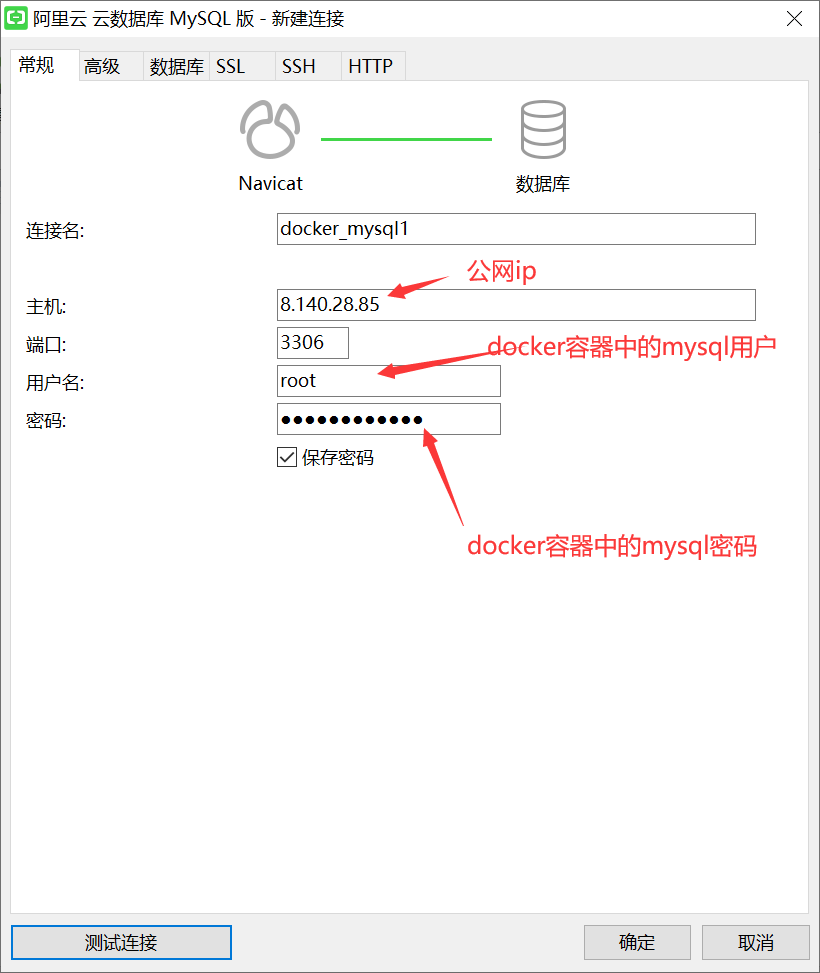 阿里云 云数据库 MySQL 版 - 新建连接
常规 高级 数据库 SSL SSH HTTP
Navicat 数据库
连接名: docker_mysql1
公网ip
主机: 8.140.28.85
端口: 3306
docker容器中的mysql用户
用户名: root
密码: ●●●●●●●●●●●●
保存密码
docker容器中的mysql密码
测试连接 确定 取消